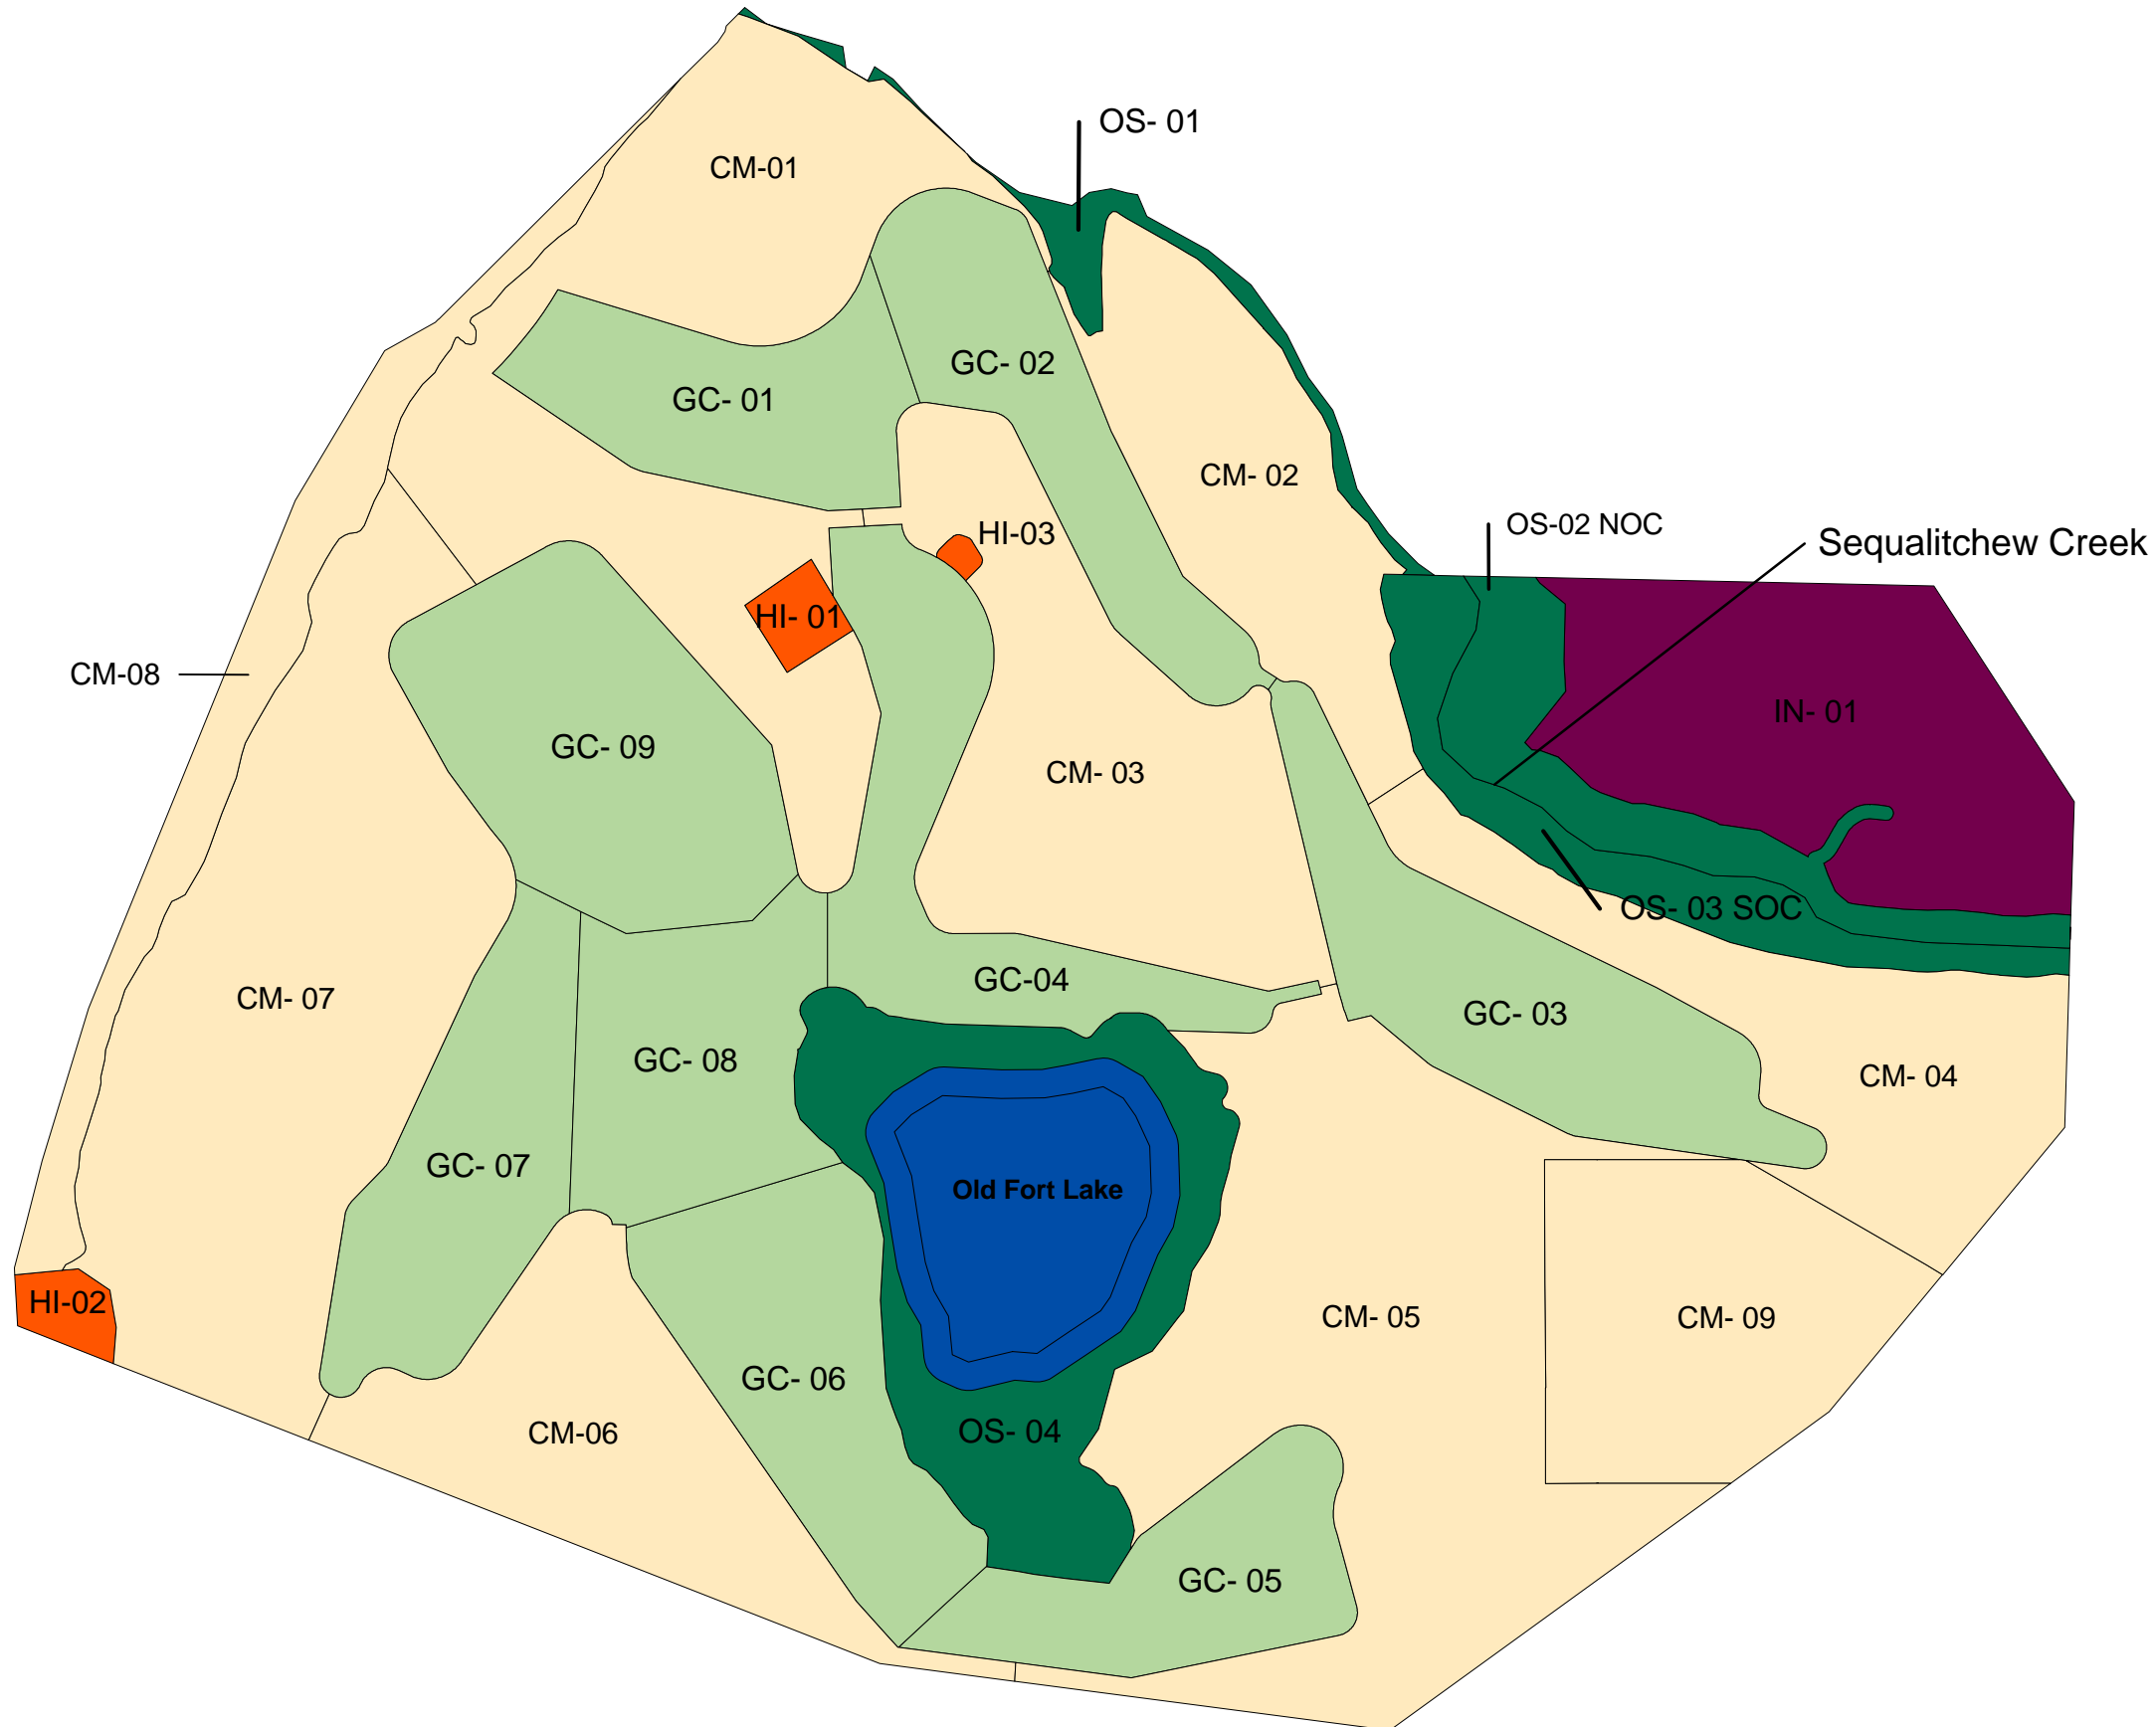 OS- 01
CM-01
GC- 02
GC- 01
CM- 02
OS-02 NOC
HI-03
Sequalitchew Creek
HI- 01
CM-08
IN- 01
GC- 09
CM- 03
OS- 03 SOC
GC-04
CM- 07
GC- 03
GC- 08
CM- 04
GC- 07
Old Fort Lake
HI-02
CM- 05
CM- 09
GC- 06
OS- 04
CM-06
GC- 05